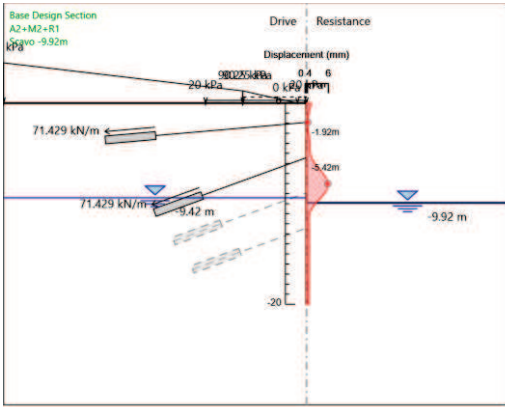 Base Design Section
A2+M2+R1
Scavo -9.92m
kPa
Drive Resistance
Displacement (mm)
0.4 6
20 kPa
0 kPa
20 kPa
71.429 kN/m
-1.92m
-5.42m
71.429 kN/m
-9.42 m
-9.92 m
-20